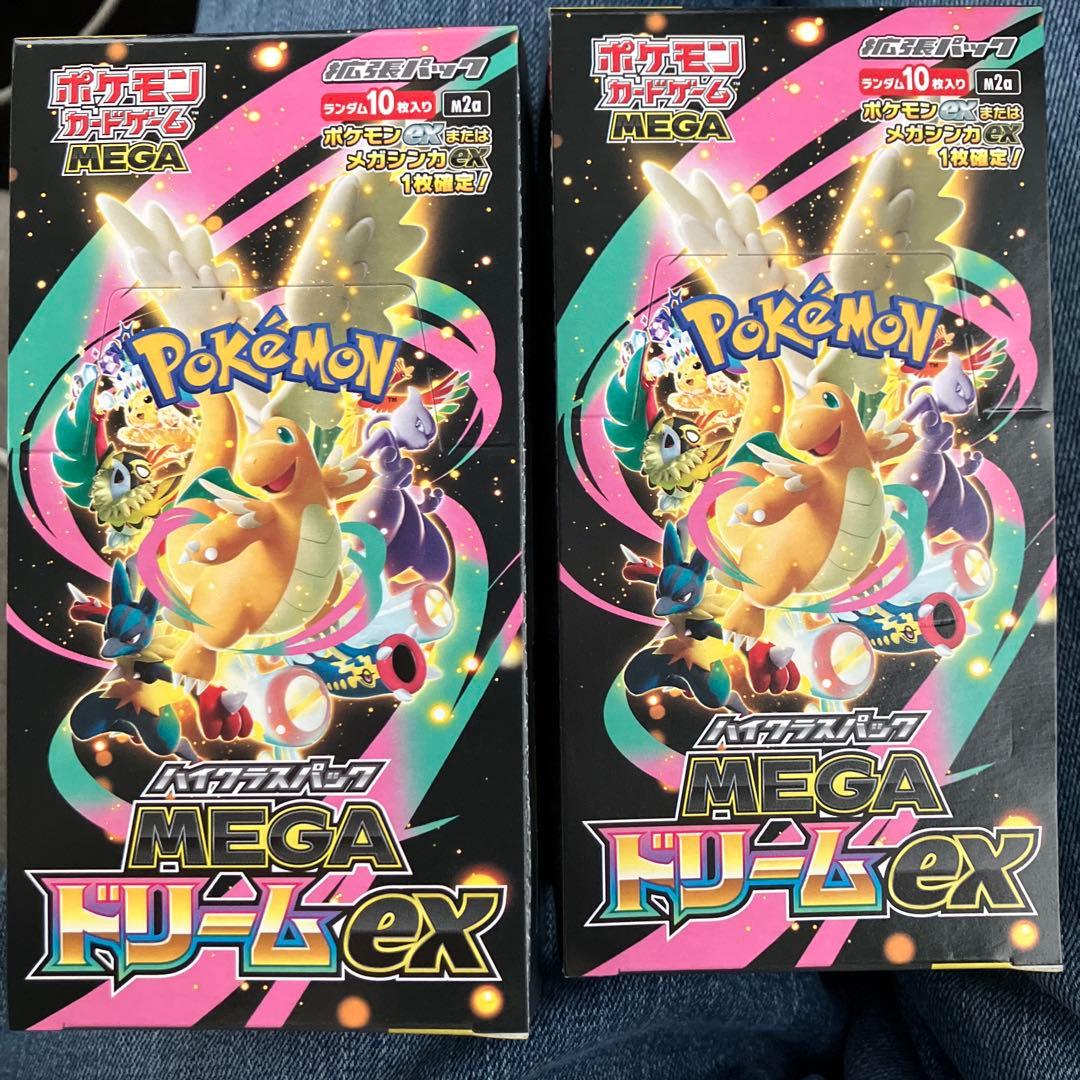 ポケモン
カードゲーム™
MEGA
拡張パック
ランダム10枚入り M2a
ポケモンexまたは
メガシンカex
1枚確定!
POKÉMON™
ハイクラスパック
MEGA
ドリームex
ポケモン
カードゲーム™
MEGA
拡張パック
ランダム10枚入り M2a
ポケモンexまたは
メガシンカex
1枚確定!
POKÉMON™
ハイクラスパック
MEGA
ドリームex